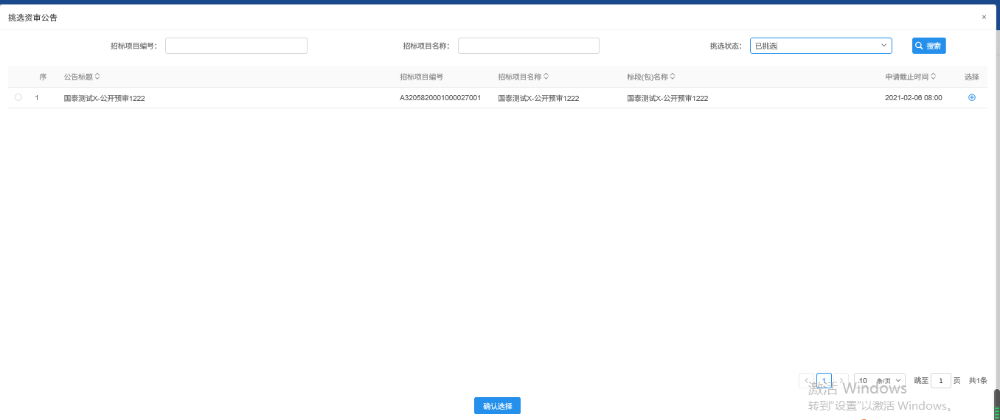 挑选资审公告 ×
招标项目编号： 招标项目名称： 挑选状态： 已挑选 搜索
序 公告标题 招标项目编号 招标项目名称 标段(包)名称 申请截止时间 选择
1 国泰测试X-公开预审1222 A3205820001000027001 国泰测试X-公开预审1222 国泰测试X-公开预审1222 2021-02-06 08:00
1 10 条/页 跳至 1 页 共1条
激活 Windows
确认选择
转到"设置"以激活 Windows。